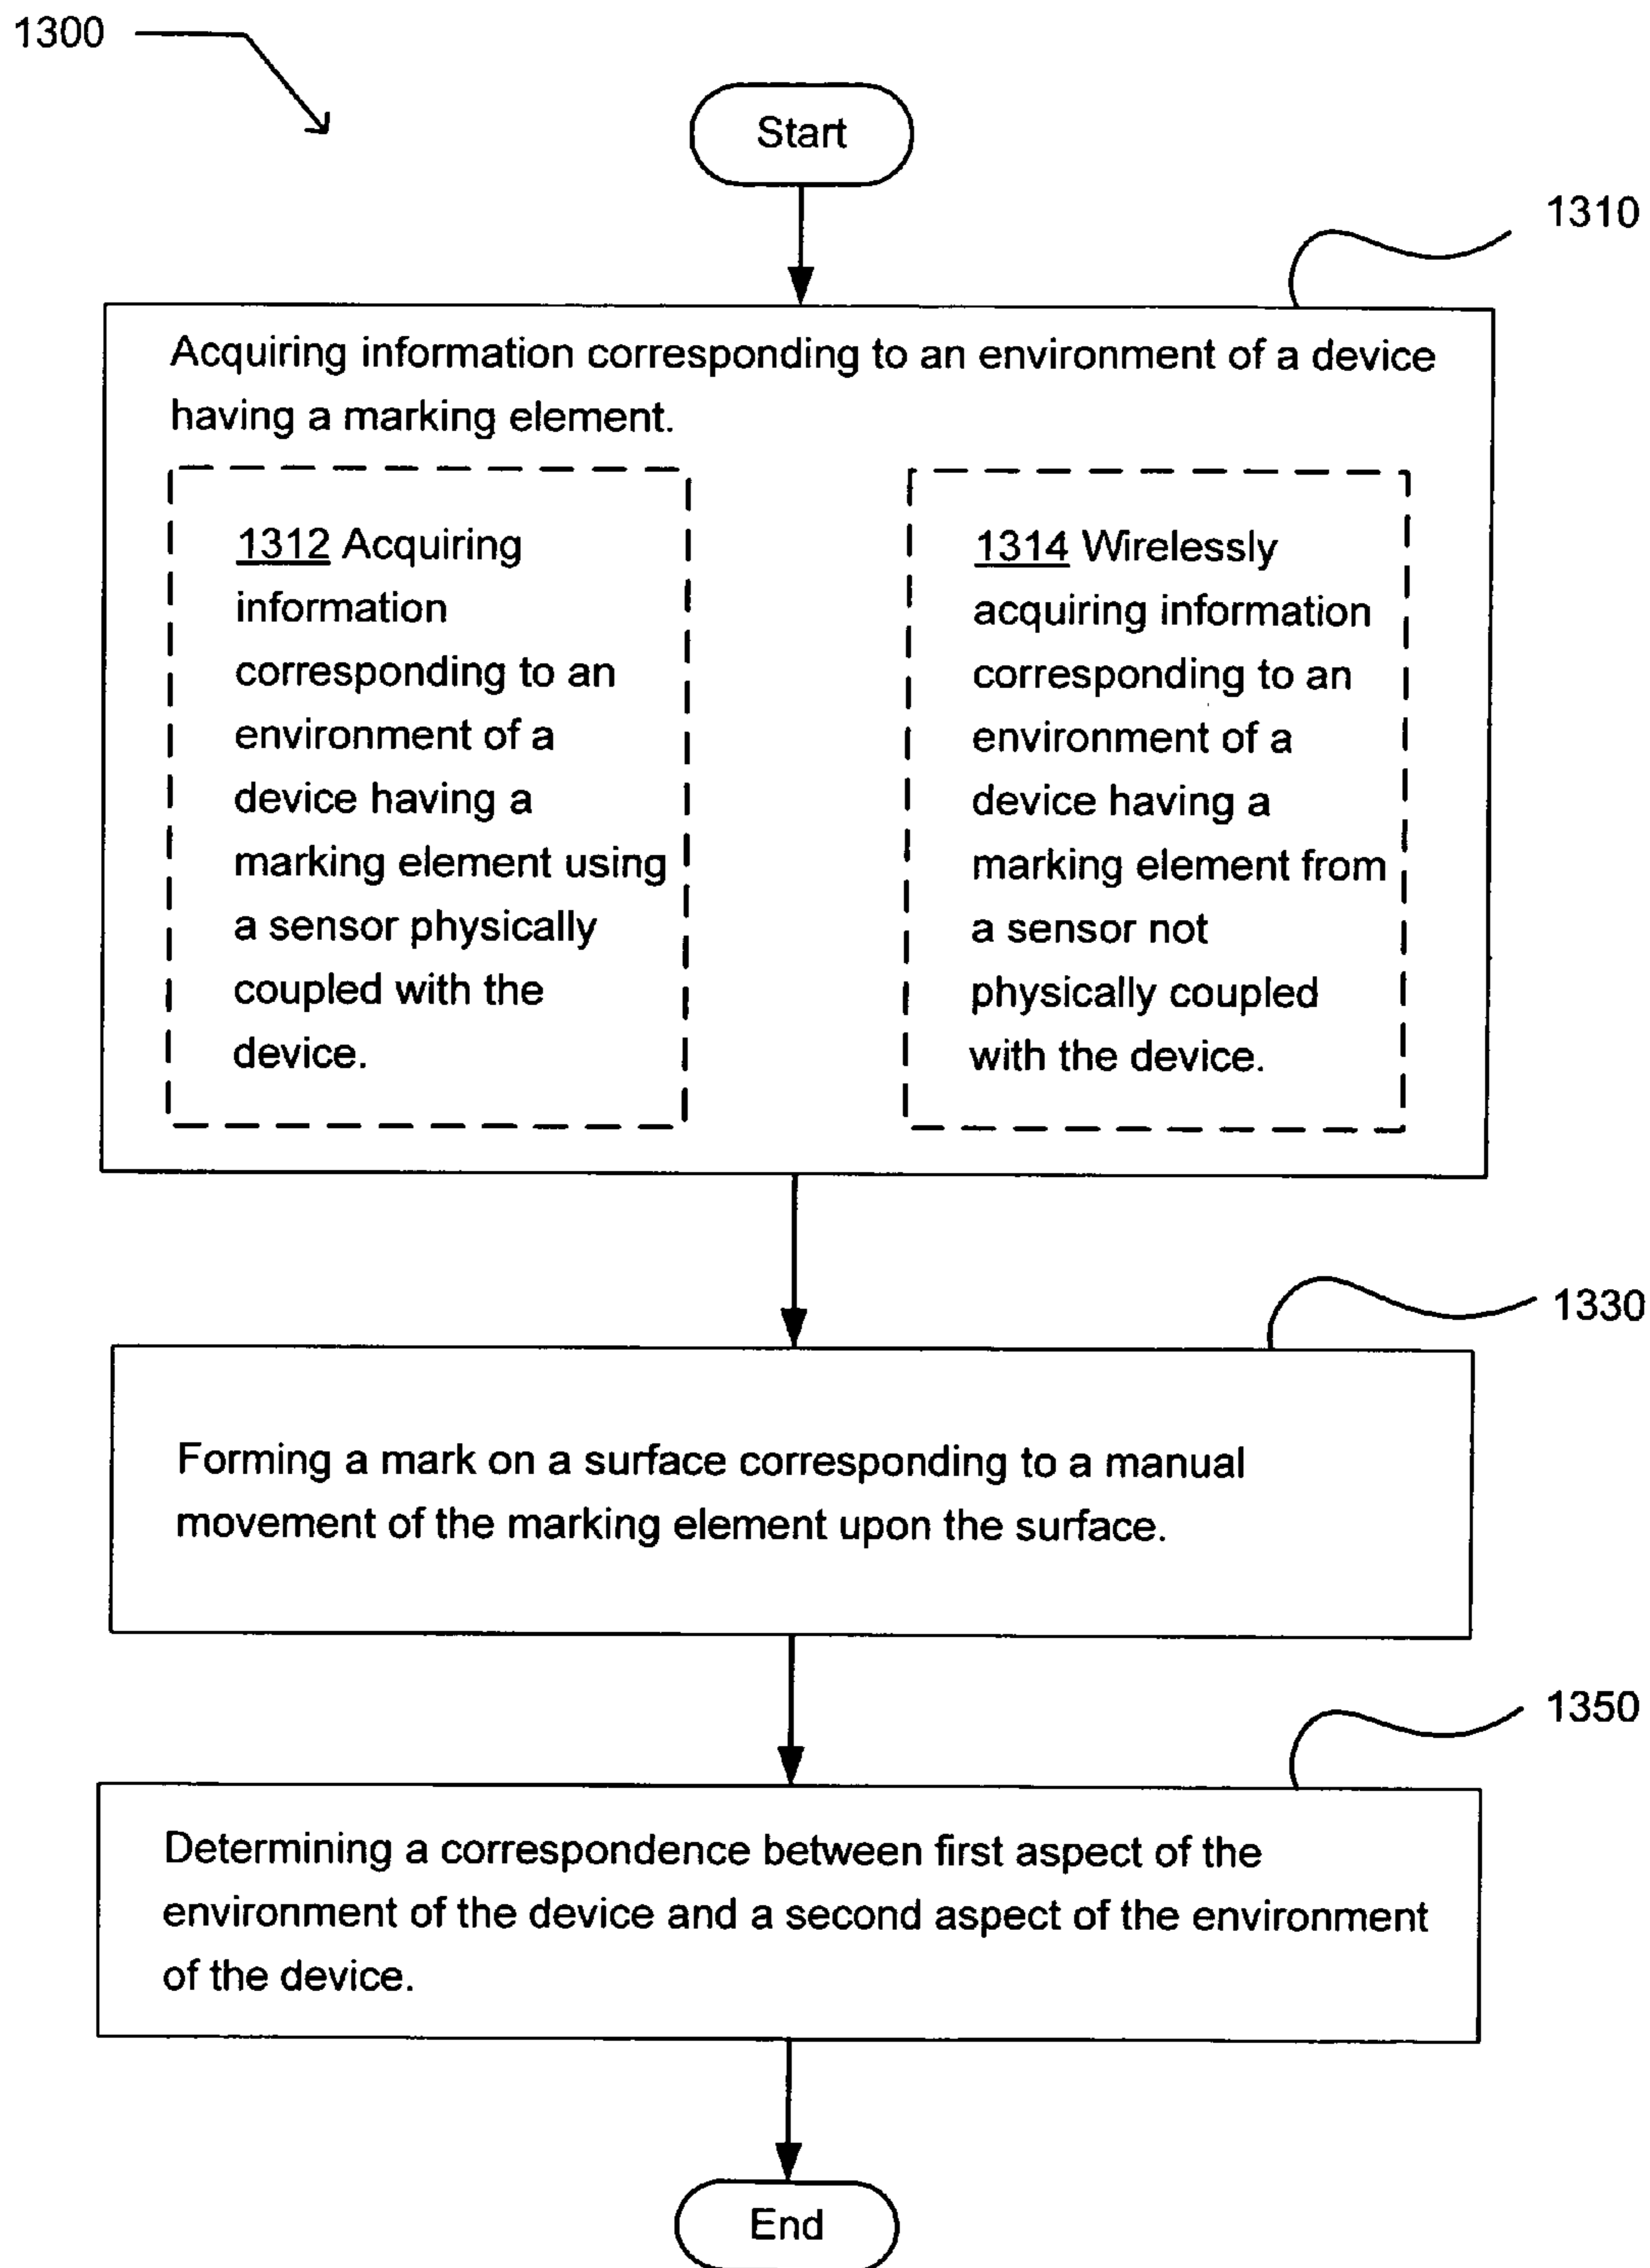 1300
Start
1310
Acquiring information corresponding to an environment of a device
having a marking element.
1312 Acquiring
information
corresponding to an
environment of a
device having a
marking element using
a sensor physically
coupled with the
device.
1314 Wirelessly
acquiring information
corresponding to an
environment of a
device having a
marking element from
a sensor not
physically coupled
with the device.
1330
Forming a mark on a surface corresponding to a manual
movement of the marking element upon the surface.
1350
Determining a correspondence between first aspect of the
environment of the device and a second aspect of the environment
of the device.
End